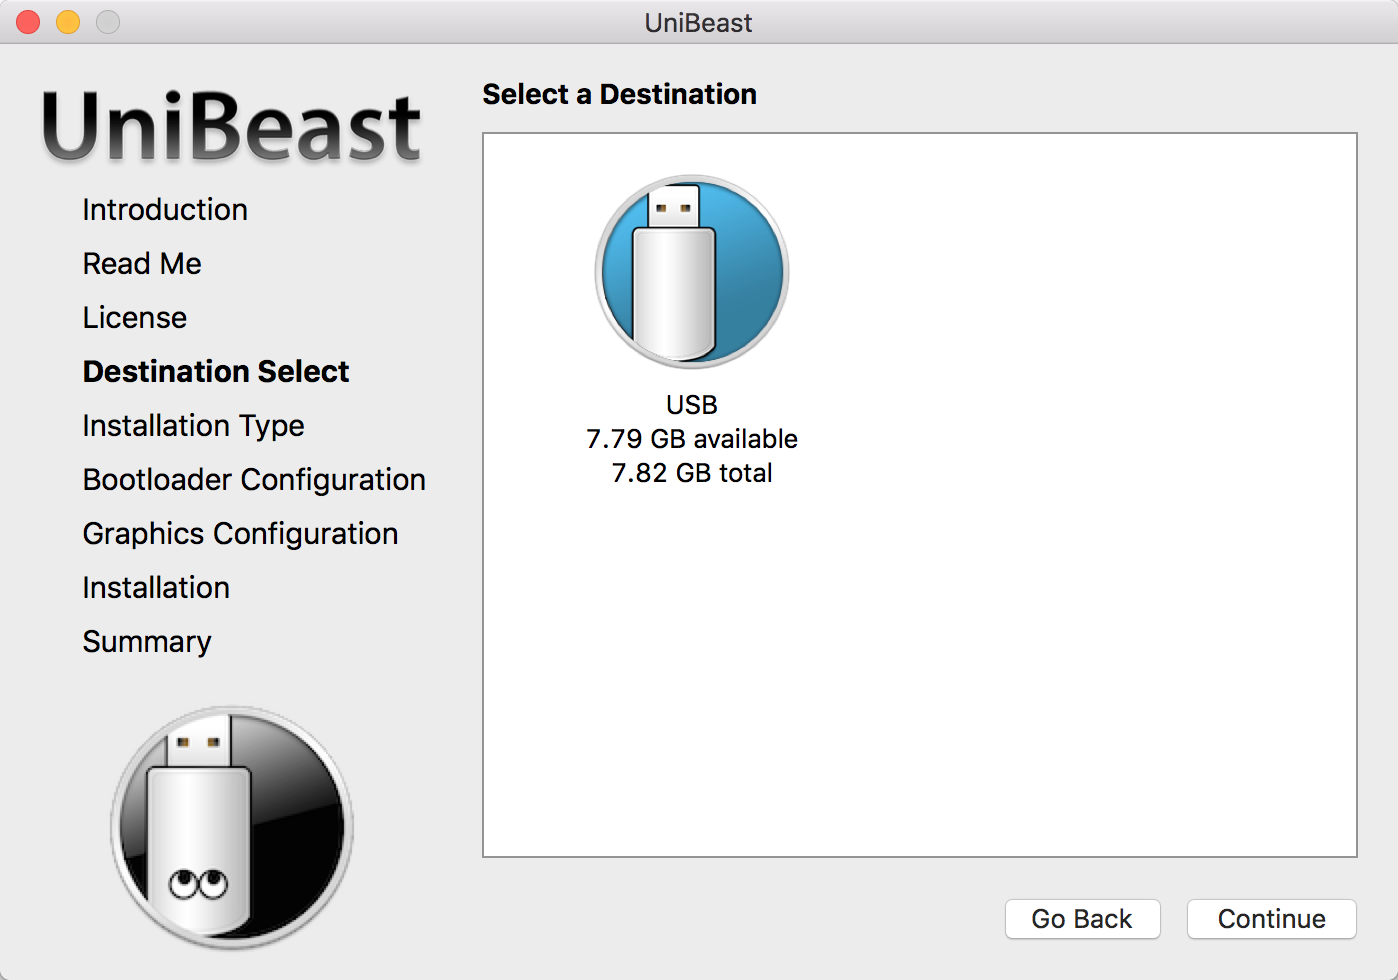 UniBeast
UniBeast
Introduction
Read Me
License
Destination Select
Installation Type
Bootloader Configuration
Graphics Configuration
Installation
Summary
Select a Destination
USB
7.79 GB available
7.82 GB total
Go Back
Continue